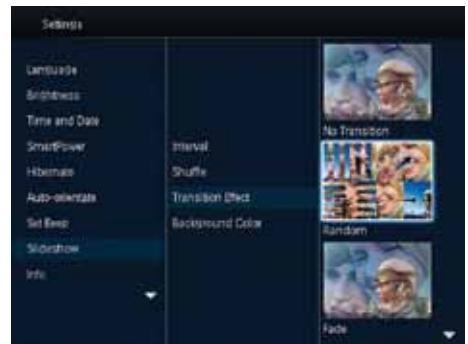 Settings
Language
Brightness
Time and Date
SmartPower
Hibernate
Auto-orientate
Set Beep
Slideshow
Info
Interval
Shuffle
Transition Effect
Background Color
No Transition
Random
Fade